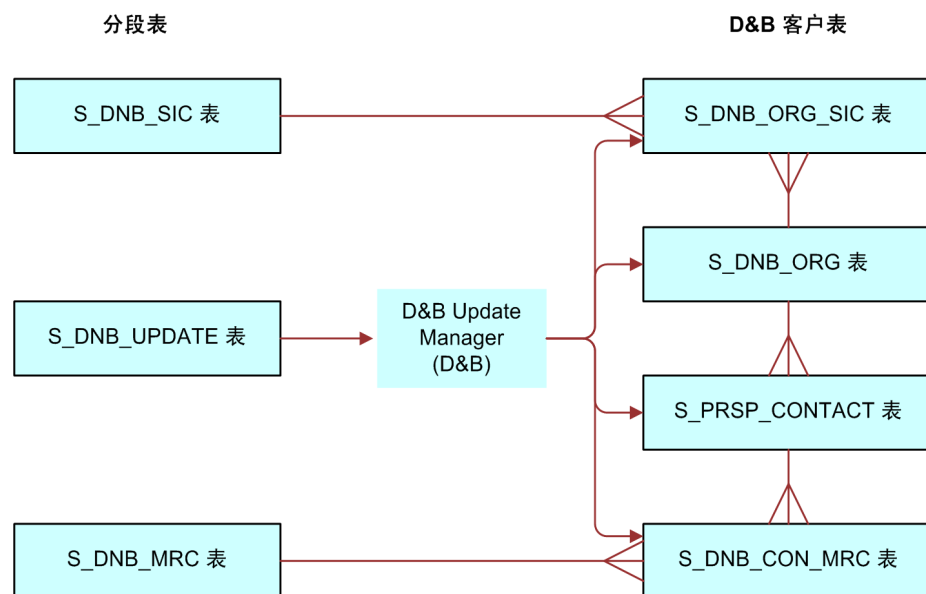 分段表
D&B 客户表
S_DNB_SIC 表
S_DNB_ORG_SIC 表
S_DNB_ORG 表
S_DNB_UPDATE 表
D&B Update
Manager
(D&B)
S_PRSP_CONTACT 表
S_DNB_MRC 表
S_DNB_CON_MRC 表